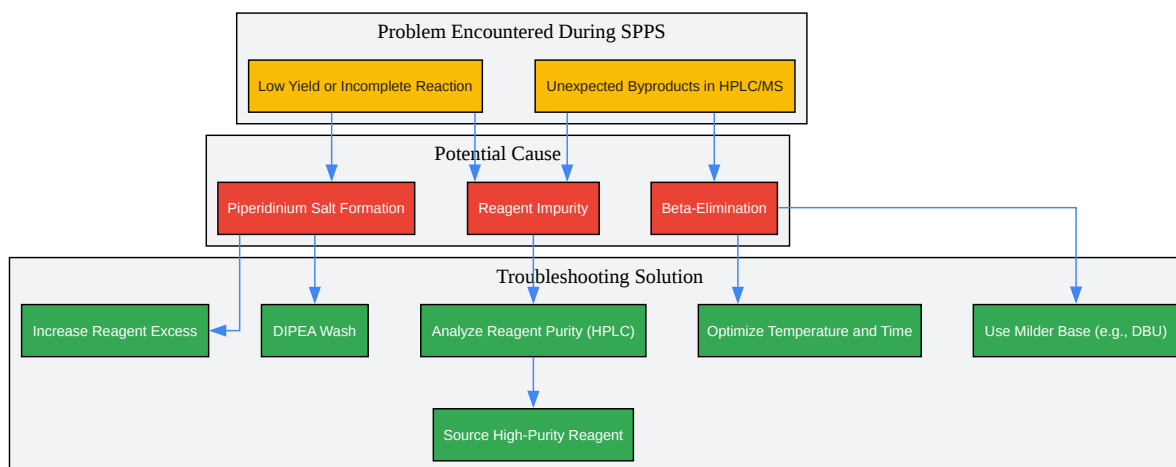 Problem Encountered During SPPS
Low Yield or Incomplete Reaction
Unexpected Byproducts in HPLC/MS
Potential Cause
Piperidinium Salt Formation
Reagent Impurity
Beta-Elimination
Troubleshooting Solution
Increase Reagent Excess
DIPEA Wash
Analyze Reagent Purity (HPLC)
Optimize Temperature and Time
Use Milder Base (e.g., DBU)
Source High-Purity Reagent